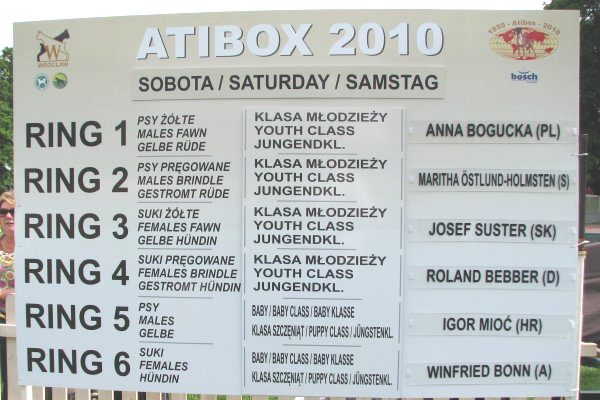 ATIBOX 2010
1950 - Atibox - 2010
WROCŁAW
bosch
SOBOTA / SATURDAY / SAMSTAG
RING 1
PSY ŻÓŁTE
MALES FAWN
GELBE RÜDE
KLASA MŁODZIEŻY
YOUTH CLASS
JUNGENDKL.
ANNA BOGUCKA (PL)
RING 2
PSY PRĘGOWANE
MALES BRINDLE
GESTROMT RÜDE
KLASA MŁODZIEŻY
YOUTH CLASS
JUNGENDKL.
MARITHA ÖSTLUND-HOLMSTEN (S)
RING 3
SUKI ŻÓŁTE
FEMALES FAWN
GELBE HÜNDIN
KLASA MŁODZIEŻY
YOUTH CLASS
JUNGENDKL.
JOSEF SUSTER (SK)
RING 4
SUKI PRĘGOWANE
FEMALES BRINDLE
GESTROMT HÜNDIN
KLASA MŁODZIEŻY
YOUTH CLASS
JUNGENDKL.
ROLAND BEBBER (D)
RING 5
PSY
MALES
GELBE
BABY / BABY CLASS / BABY KLASSE
KLASA SZCZĘNIĄT / PUPPY CLASS / JÜNGSTENKL.
IGOR MIOĆ (HR)
RING 6
SUKI
FEMALES
HÜNDIN
BABY / BABY CLASS / BABY KLASSE
KLASA SZCZĘNIĄT / PUPPY CLASS / JÜNGSTENKL.
WINFRIED BONN (A)